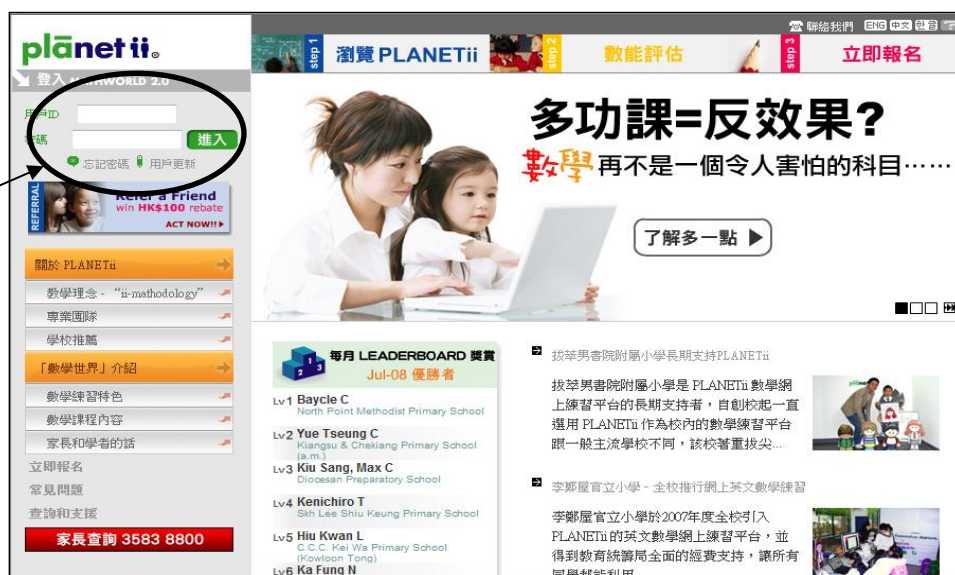 聯絡我們 ENG 中文 한글
plānet ii®
step 1 瀏覽 PLANETii step 2 數能評估 step 3 立即報名
登入 MATHWORLD 2.0
用戶ID
密碼 進入
忘記密碼 用戶更新
REFERRAL
Refer a Friend
win HK$100 rebate
ACT NOW!!
多功課=反效果?
數學再不是一個令人害怕的科目……
了解多一點
關於 PLANETii
教學理念 - “ii-mathodology”
專業團隊
學校推薦
「數學世界」介紹
數學練習特色
數學課程內容
家長和學者的話
立即報名
常見問題
查詢和支援
家長查詢 3583 8800
每月 LEADERBOARD 獎賞
Jul-08 優勝者
Lv1 Baycle C
North Point Methodist Primary School
Lv2 Yue Tseung C
Kiangsu & Chekiang Primary School
(a.m.)
Lv3 Kiu Sang, Max C
Diocesan Preparatory School
Lv4 Kenichiro T
Skh Lee Shiu Keung Primary School
Lv5 Hiu Kwan L
C.C.C. Kei Wa Primary School
(Kowloon Tong)
Lv6 Ka Fung N
拔萃男書院附屬小學長期支持PLANETii
拔萃男書院附屬小學是 PLANETii 數學網
上練習平台的長期支持者，自創校起一直
選用 PLANETii 作為校內的數學練習平台
跟一般主流學校不同，該校著重拔尖...
李鄭屋官立小學 - 全校推行網上英文數學練習
李鄭屋官立小學於2007年度全校引入
PLANETii 的英文數學網上練習平台，並
得到教育統籌局全面的經費支持，讓所有
同學都能利用